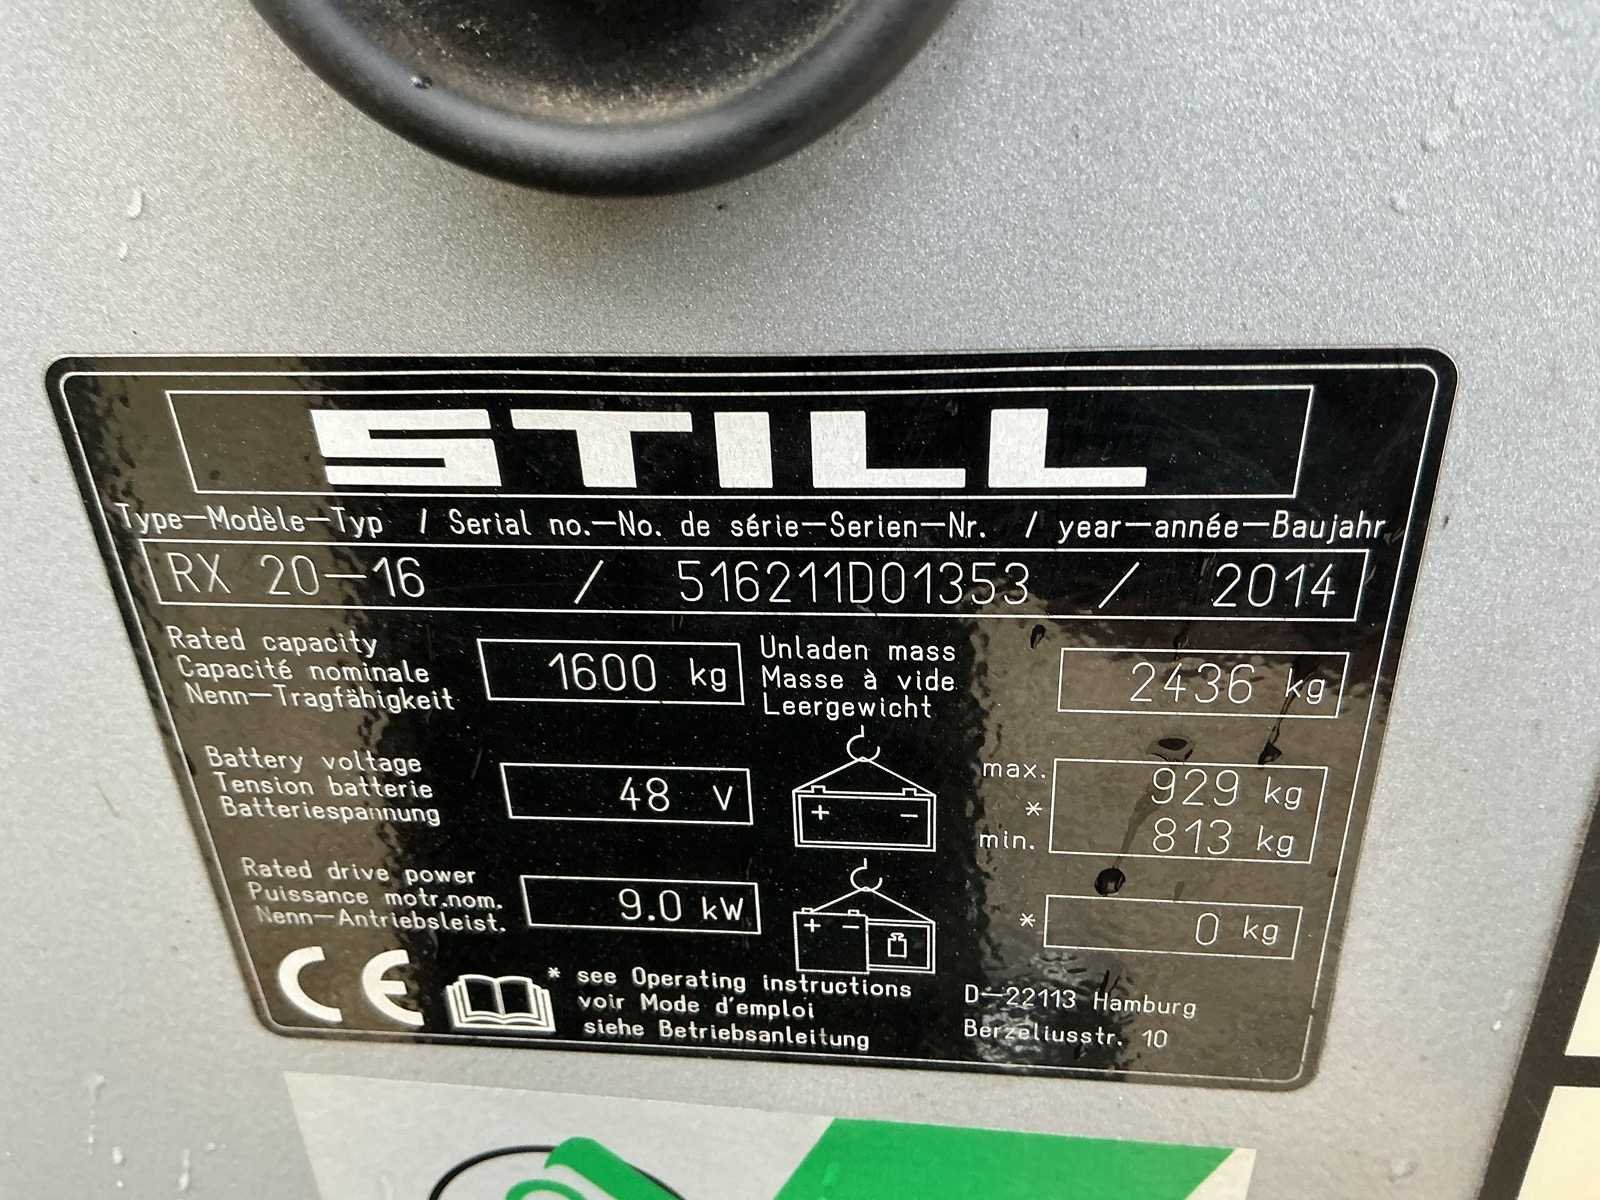 STILL
Type-Modèle-Typ / Serial no.-No. de série-Serien-Nr. / year-année-Baujahr
RX 20-16 / 516211D01353 / 2014
Rated capacity
Capacité nominale
Nenn-Tragfähigkeit
1600 kg
Unladen mass
Masse à vide
Leergewicht
2436 kg
Battery voltage
Tension batterie
Batteriespannung
48 V
+ -
max.
*
min.
929 kg
813 kg
Rated drive power
Puissance motr.nom.
Nenn-Antriebsleist.
9.0 kW
+ -
*
0 kg
CE
* see Operating instructions
voir Mode d'emploi
siehe Betriebsanleitung
D-22113 Hamburg
Berzeliusstr. 10